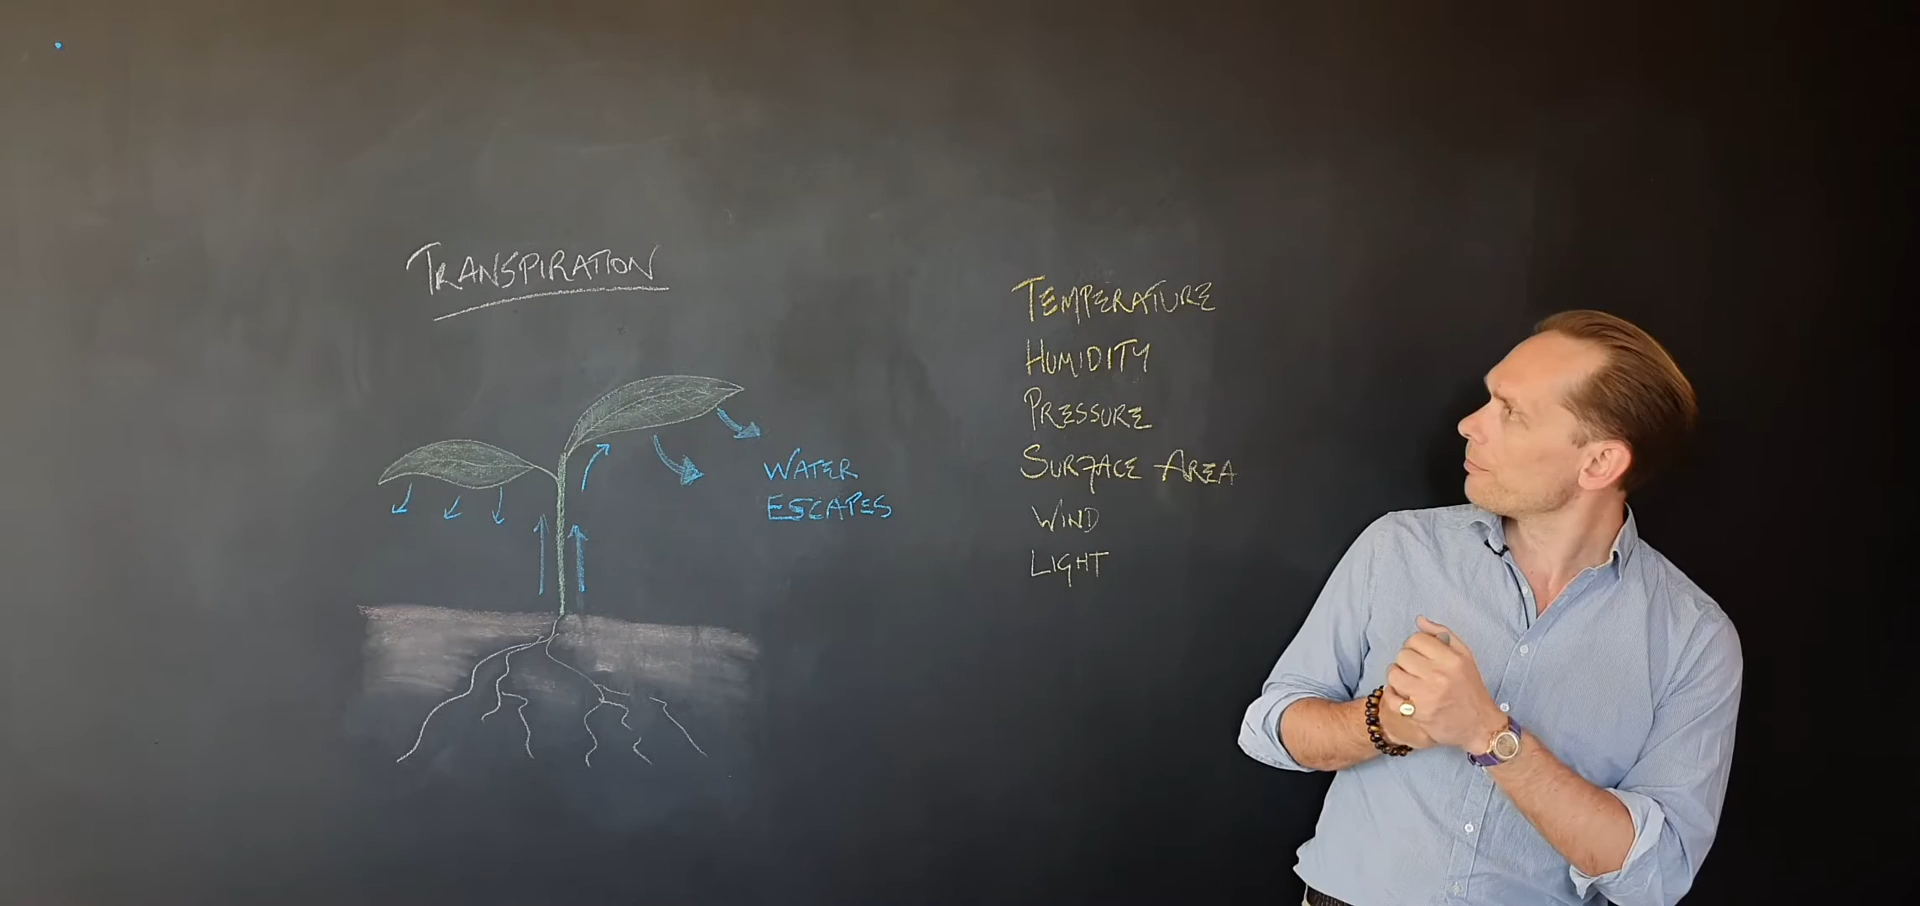 TRANSPIRATION
WATER
ESCAPES
TEMPERATURE
HUMIDITY
PRESSURE
SURFACE AREA
WIND
LIGHT